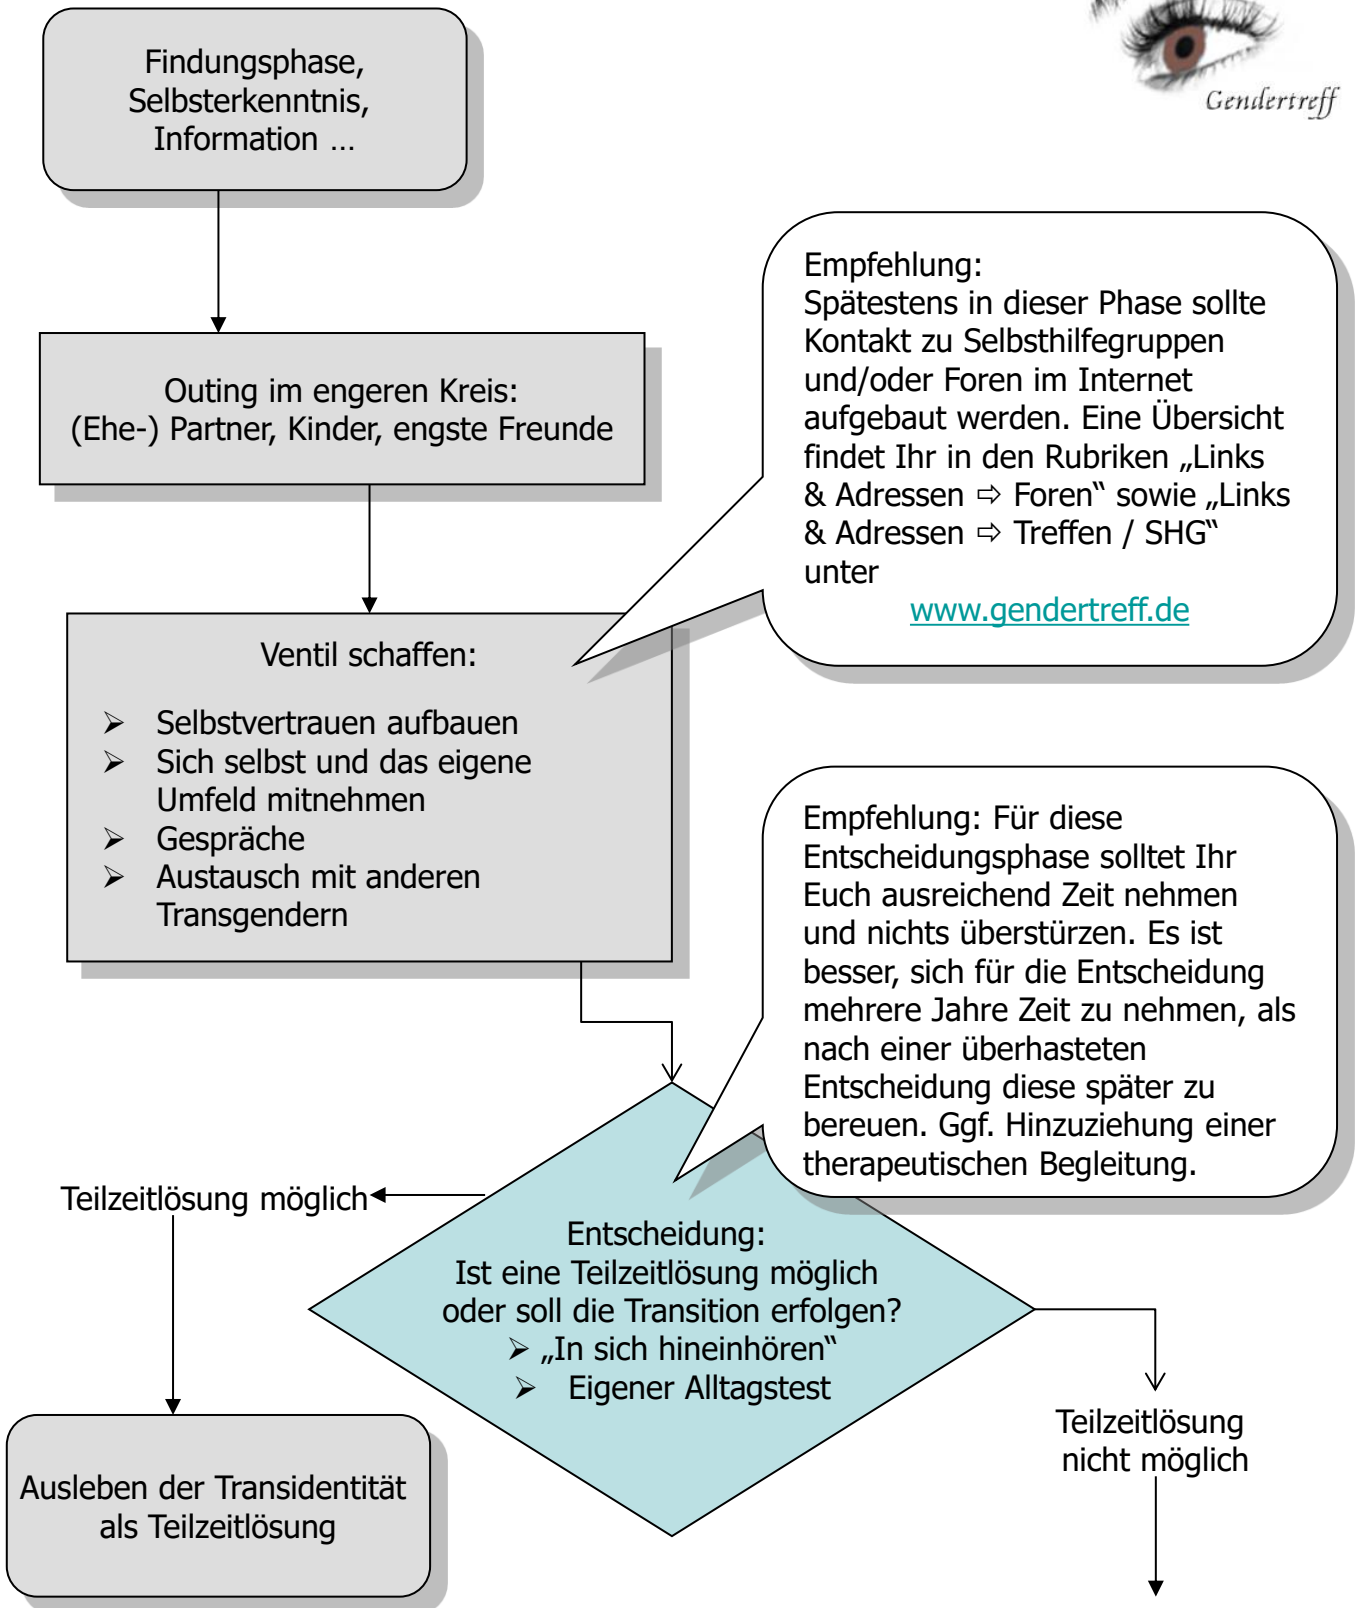 Gendertreff
Findungsphase,
Selbsterkenntnis,
Information ...
Outing im engeren Kreis:
(Ehe-) Partner, Kinder, engste Freunde
Empfehlung:
Spätestens in dieser Phase sollte
Kontakt zu Selbsthilfegruppen
und/oder Foren im Internet
aufgebaut werden. Eine Übersicht
findet Ihr in den Rubriken „Links
& Adressen ⇨ Foren“ sowie „Links
& Adressen ⇨ Treffen / SHG“
unter
www.gendertreff.de
Ventil schaffen:
➢ Selbstvertrauen aufbauen
➢ Sich selbst und das eigene
Umfeld mitnehmen
➢ Gespräche
➢ Austausch mit anderen
Transgendern
Empfehlung: Für diese
Entscheidungsphase solltet Ihr
Euch ausreichend Zeit nehmen
und nichts überstürzen. Es ist
besser, sich für die Entscheidung
mehrere Jahre Zeit zu nehmen, als
nach einer überhasteten
Entscheidung diese später zu
bereuen. Ggf. Hinzuziehung einer
therapeutischen Begleitung.
Teilzeitlösung möglich
Entscheidung:
Ist eine Teilzeitlösung möglich
oder soll die Transition erfolgen?
➢ „In sich hineinhören“
➢ Eigener Alltagstest
Teilzeitlösung
nicht möglich
Ausleben der Transidentität
als Teilzeitlösung